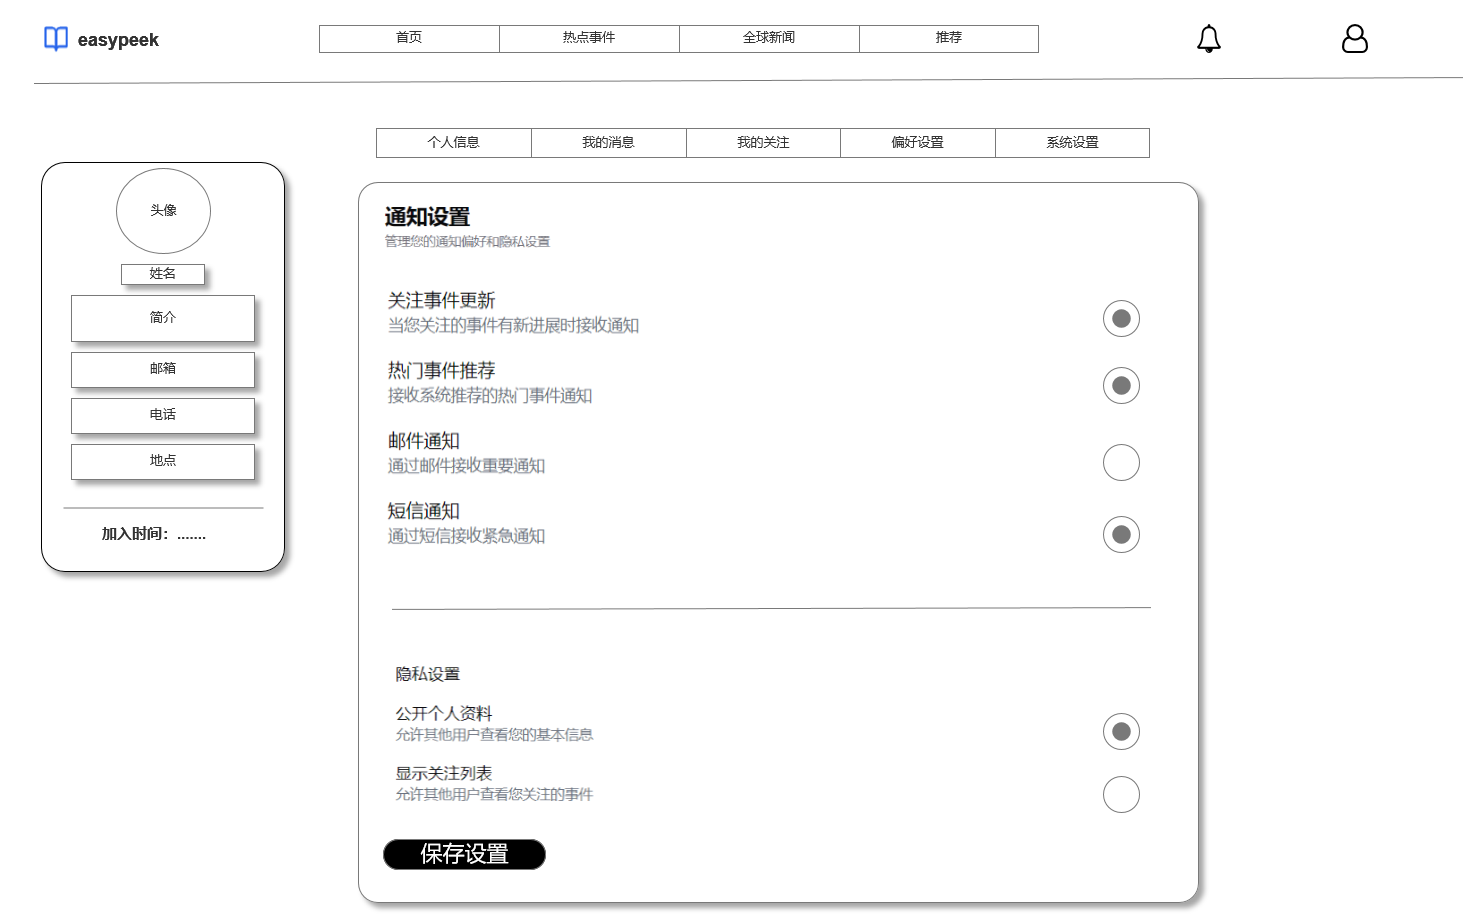 easypeek
首页 热点事件 全球新闻 推荐
个人信息 我的消息 我的关注 偏好设置 系统设置
头像
姓名
简介
邮箱
电话
地点
加入时间：.......
通知设置
管理您的通知偏好和隐私设置
关注事件更新
当您关注的事件有新进展时接收通知
热门事件推荐
接收系统推荐的热门事件通知
邮件通知
通过邮件接收重要通知
短信通知
通过短信接收紧急通知
隐私设置
公开个人资料
允许其他用户查看您的基本信息
显示关注列表
允许其他用户查看您关注的事件
保存设置